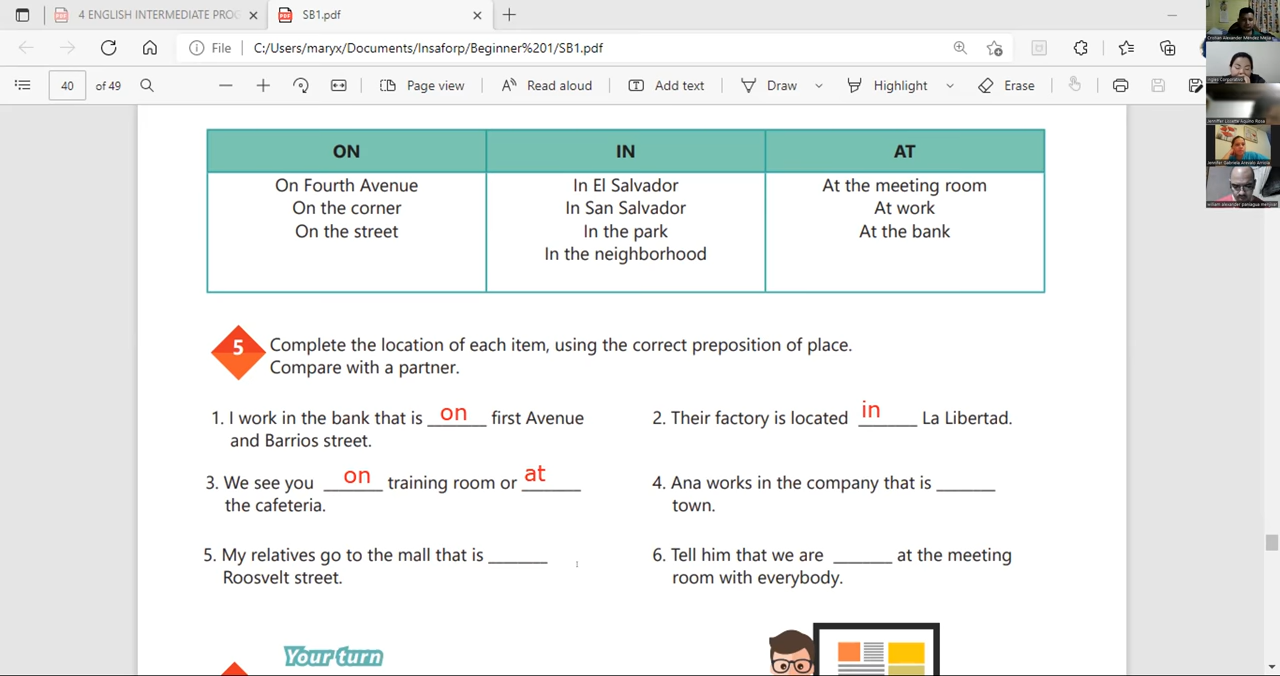 4 ENGLISH INTERMEDIATE PROG
SB1.pdf
File
C:/Users/maryx/Documents/Insaforp/Beginner%201/SB1.pdf
40 of 49
Page view
Read aloud
Add text
Draw
Highlight
Erase
ON IN AT
On Fourth Avenue
On the corner
On the street
In El Salvador
In San Salvador
In the park
In the neighborhood
At the meeting room
At work
At the bank
5 Complete the location of each item, using the correct preposition of place.
Compare with a partner.
1. I work in the bank that is on first Avenue
and Barrios street.
2. Their factory is located in La Libertad.
3. We see you on training room or at
the cafeteria.
4. Ana works in the company that is _______
town.
5. My relatives go to the mall that is _______
Roosvelt street.
6. Tell him that we are _______ at the meeting
room with everybody.
Your turn